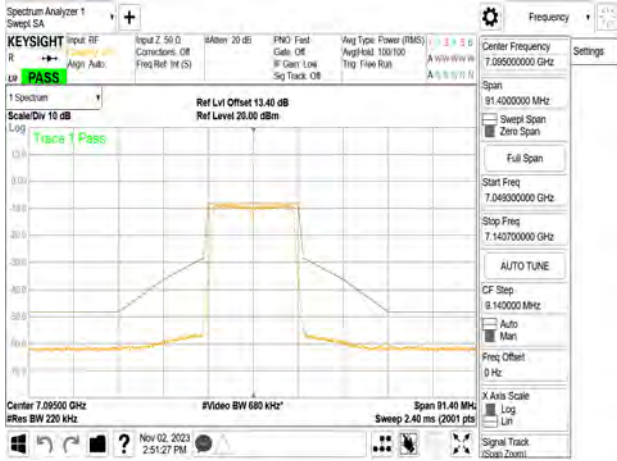 Spectrum Analyzer 1
Swept SA
Frequency
Settings
KEYSIGHT
Input: RF
Align: Auto
Input Z: 50 Ω
Corrections: Off
Freq Ref: Int (S)
#Atten: 20 dB
PNO: Fast
Gate: Off
IF Gain: Low
Sig Track: Off
Avg Type: Power (RMS)
Avg|Hold: 100/100
Trig: Free Run
PASS
1 Spectrum
Scale/Div 10 dB
Ref Lvl Offset 13.40 dB
Ref Level 20.00 dBm
Log
Trace 1 Pass
Center 7.09500 GHz
#Res BW 220 kHz
#Video BW 680 kHz*
Span 91.40 MHz
Sweep 2.40 ms (2001 pts)
Center Frequency
7.095000000 GHz
Span
91.4000000 MHz
Swept Span
Zero Span
Full Span
Start Freq
7.049300000 GHz
Stop Freq
7.140700000 GHz
AUTO TUNE
CF Step
9.140000 MHz
Auto
Man
Freq Offset
0 Hz
X Axis Scale
Log
Lin
Signal Track
(Span Zoom)
Nov 02, 2023
2:51:27 PM